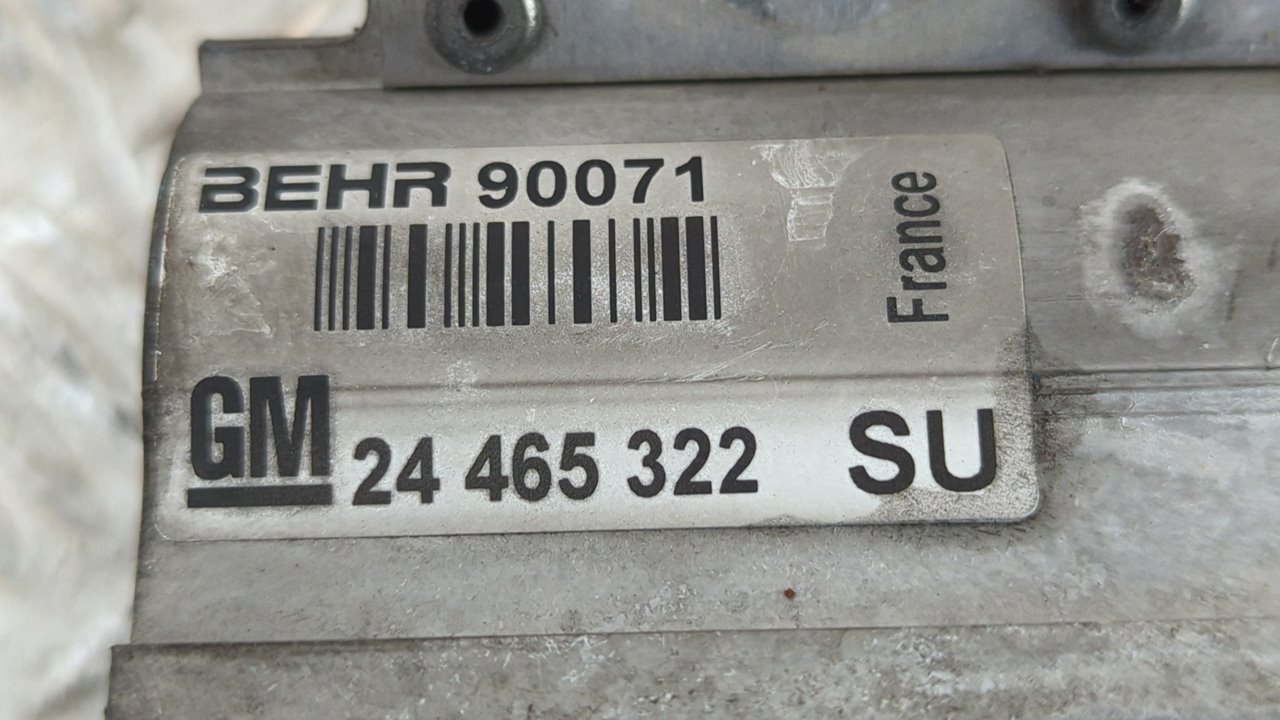 BEHR 90071
France
GM 24 465 322 SU